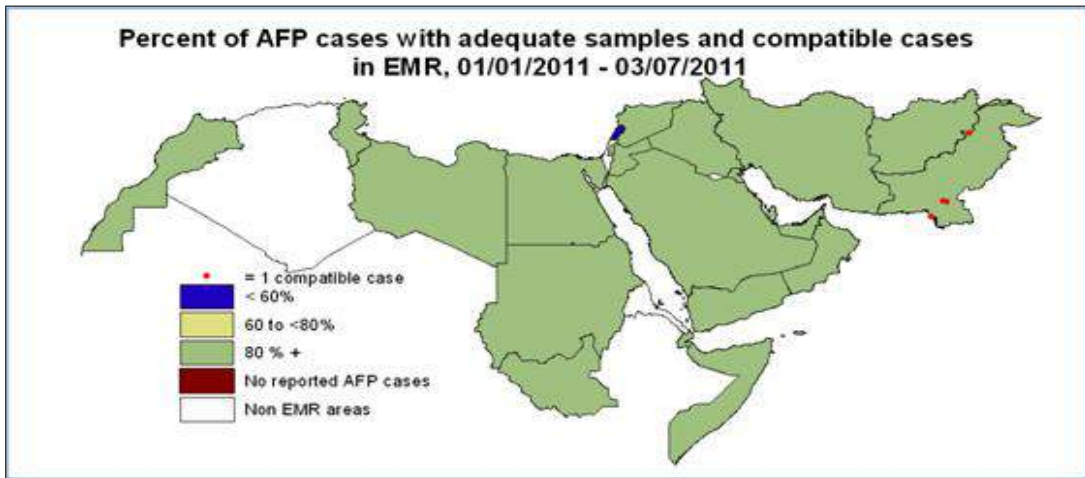 Percent of AFP cases with adequate samples and compatible cases
in EMR, 01/01/2011 - 03/07/2011
= 1 compatible case
< 60%
60 to <80%
80 % +
No reported AFP cases
Non EMR areas